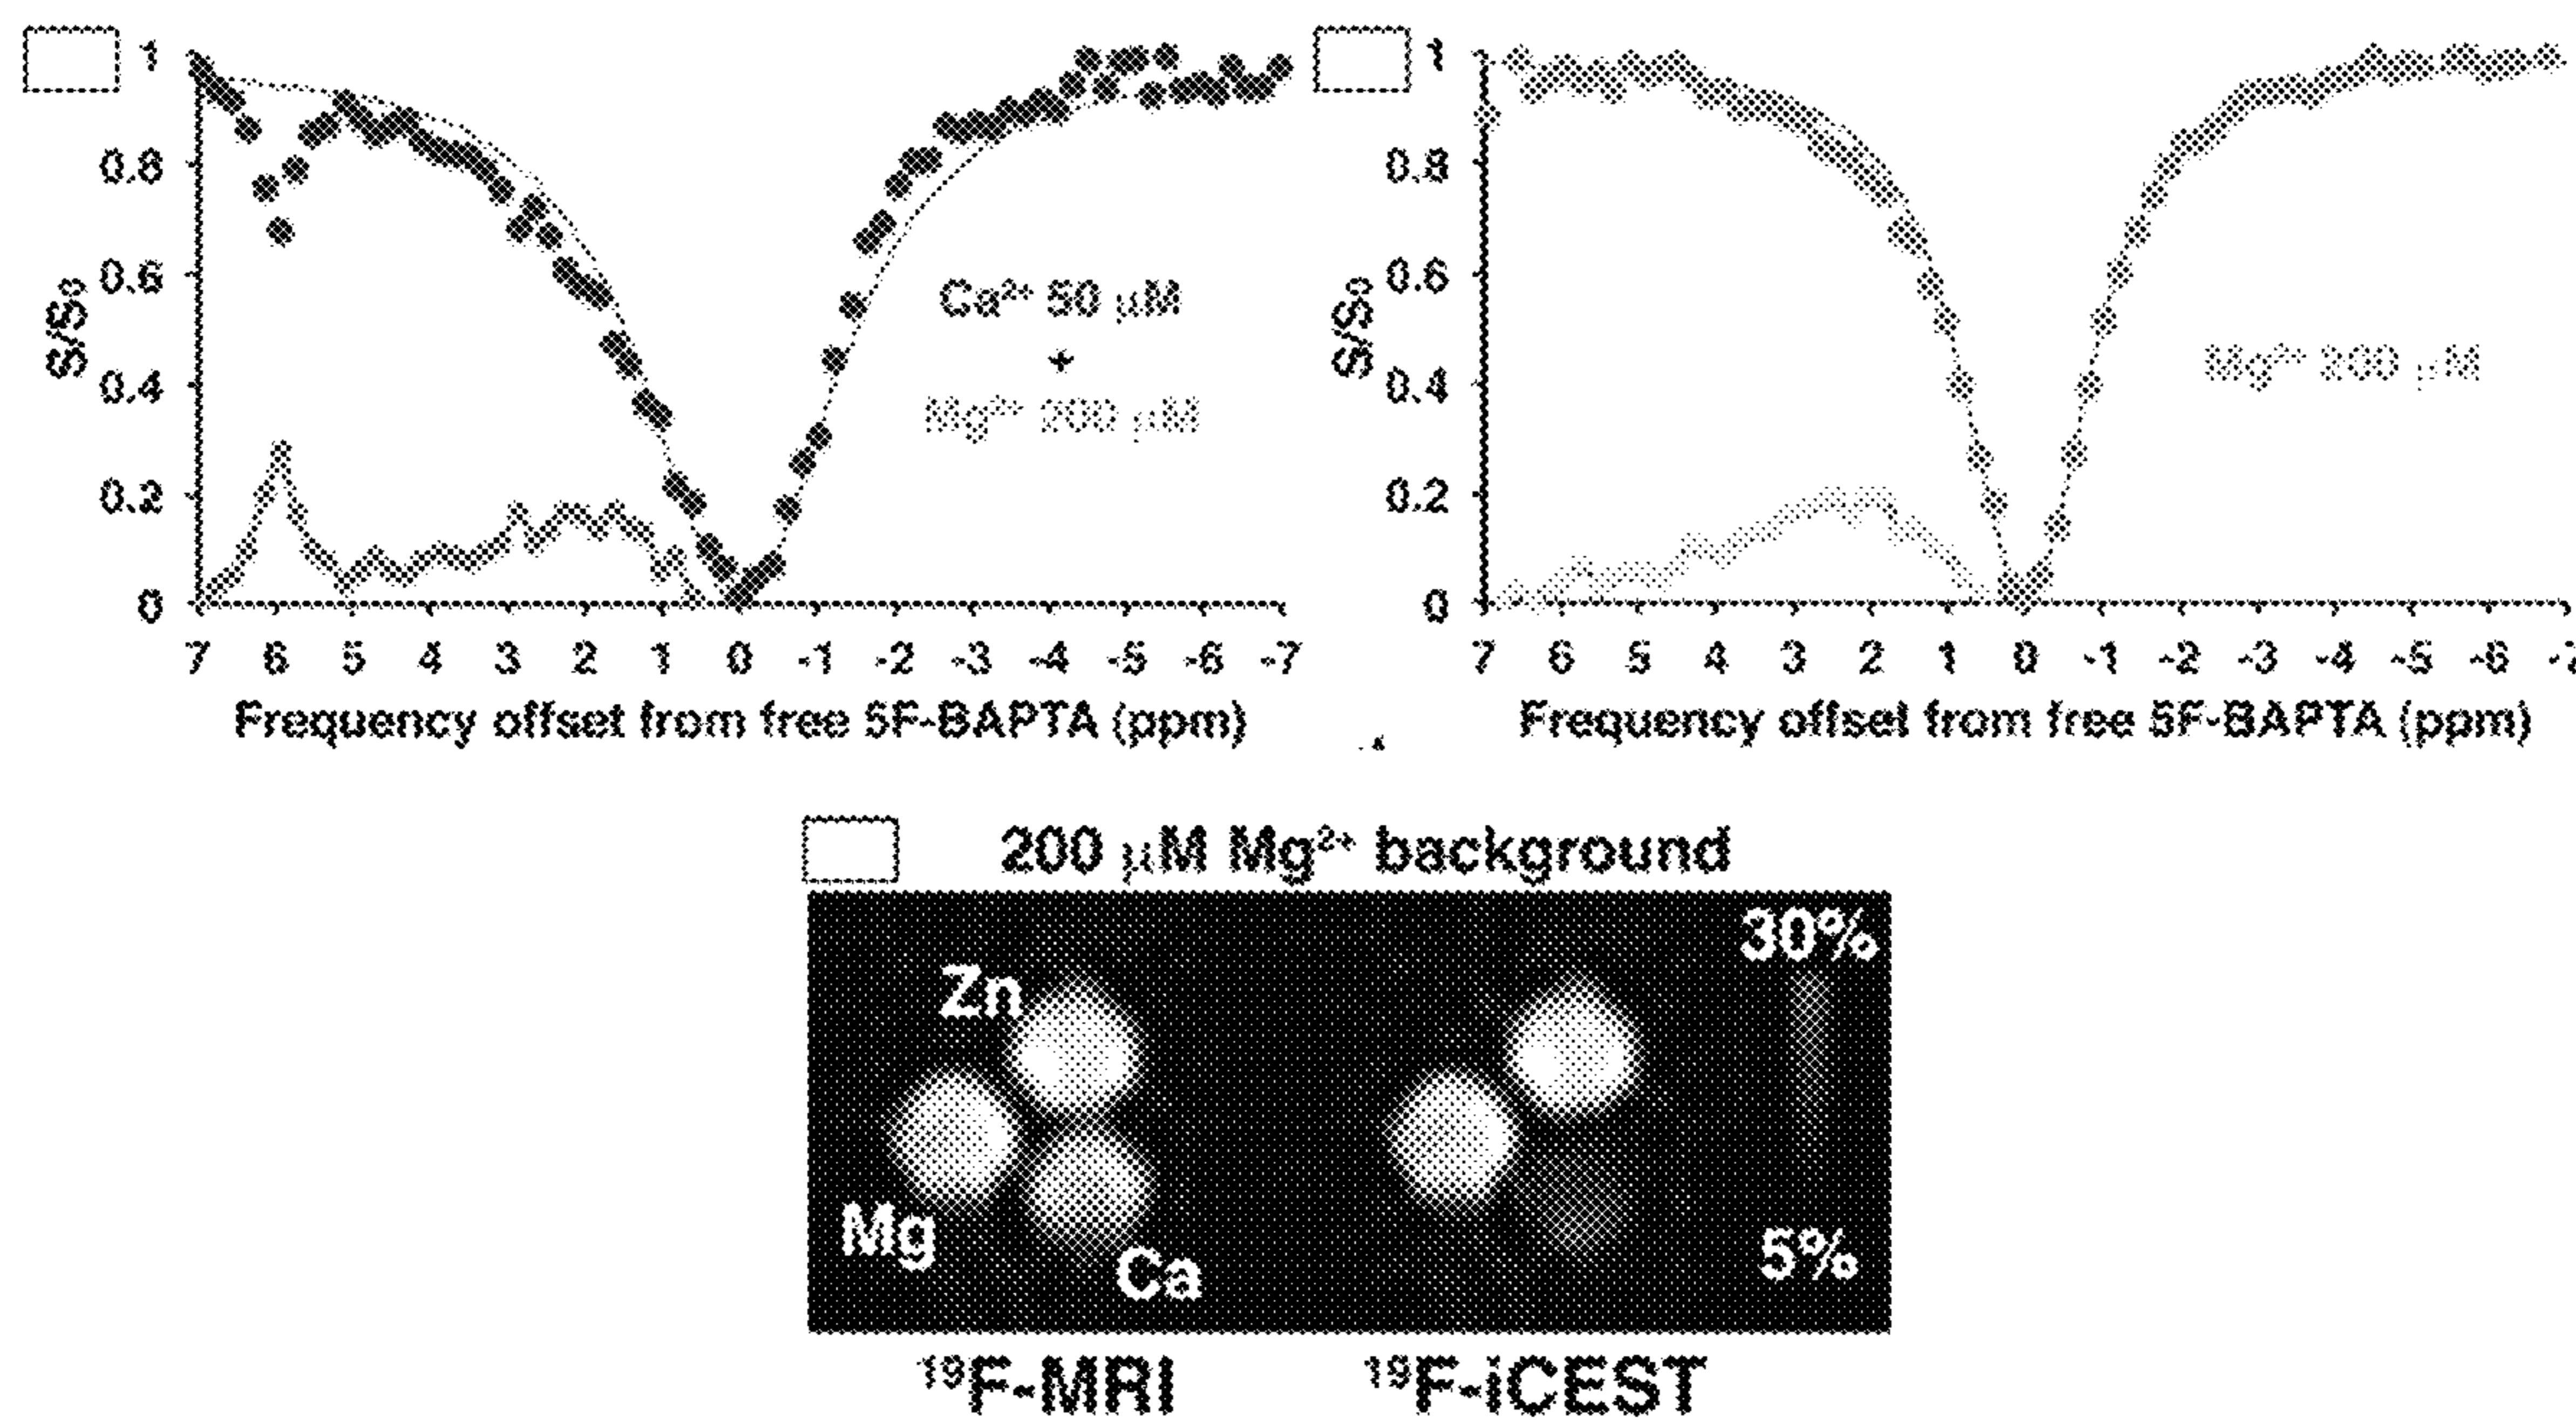 1
0.8
0.6
0.4
0.2
0
S/S₀
Ca²⁺ 50 μM
+
Mg²⁺ 200 μM
7 6 5 4 3 2 1 0 -1 -2 -3 -4 -5 -6 -7
Frequency offset from free 5F-BAPTA (ppm)
1
0.8
0.6
0.4
0.2
0
S/S₀
Mg²⁺ 200 μM
7 6 5 4 3 2 1 0 -1 -2 -3 -4 -5 -6
Frequency offset from free 5F-BAPTA (ppm)
200 μM Mg²⁺ background
30%
Zn
Mg
Ca
5%
¹⁹F-MRI
¹⁹F-iCEST